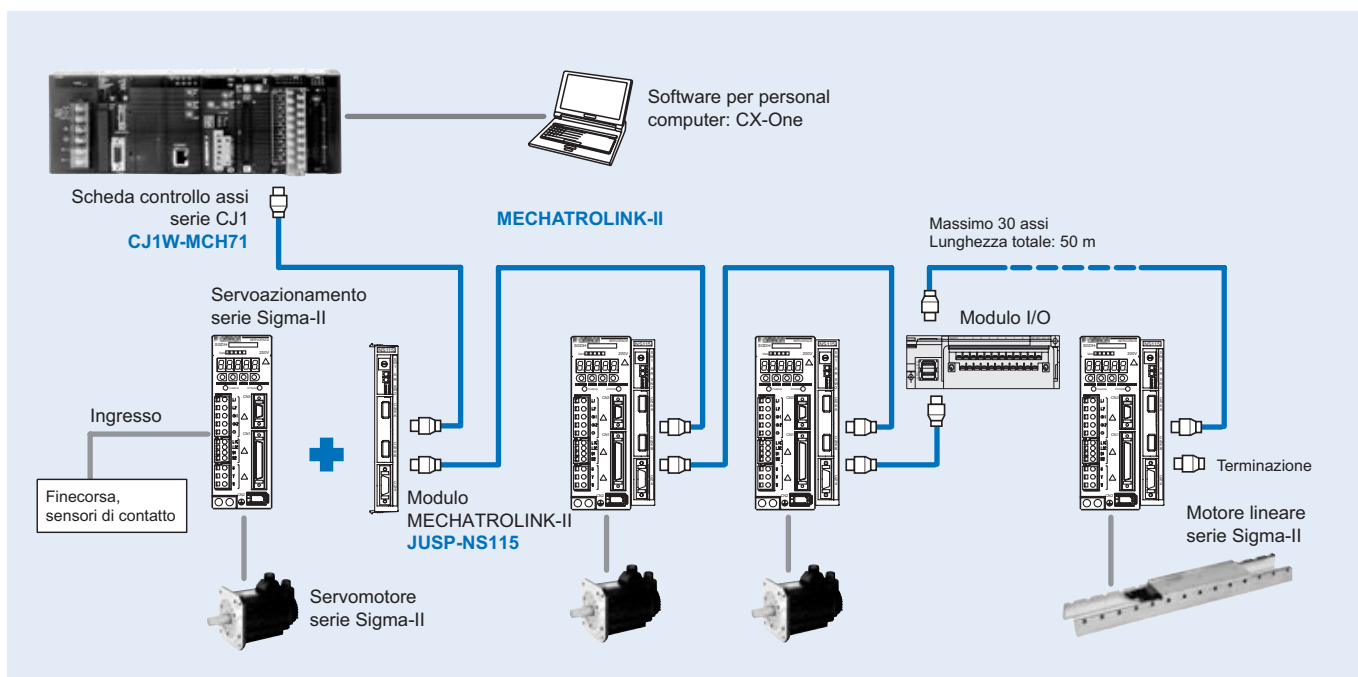 Software per personal
computer: CX-One
Scheda controllo assi
serie CJ1
CJ1W-MCH71
MECHATROLINK-II
Massimo 30 assi
Lunghezza totale: 50 m
Servoazionamento
serie Sigma-II
Modulo I/O
Ingresso
Finecorsa,
sensori di contatto
Modulo
MECHATROLINK-II
JUSP-NS115
Terminazione
Motore lineare
serie Sigma-II
Servomotore
serie Sigma-II